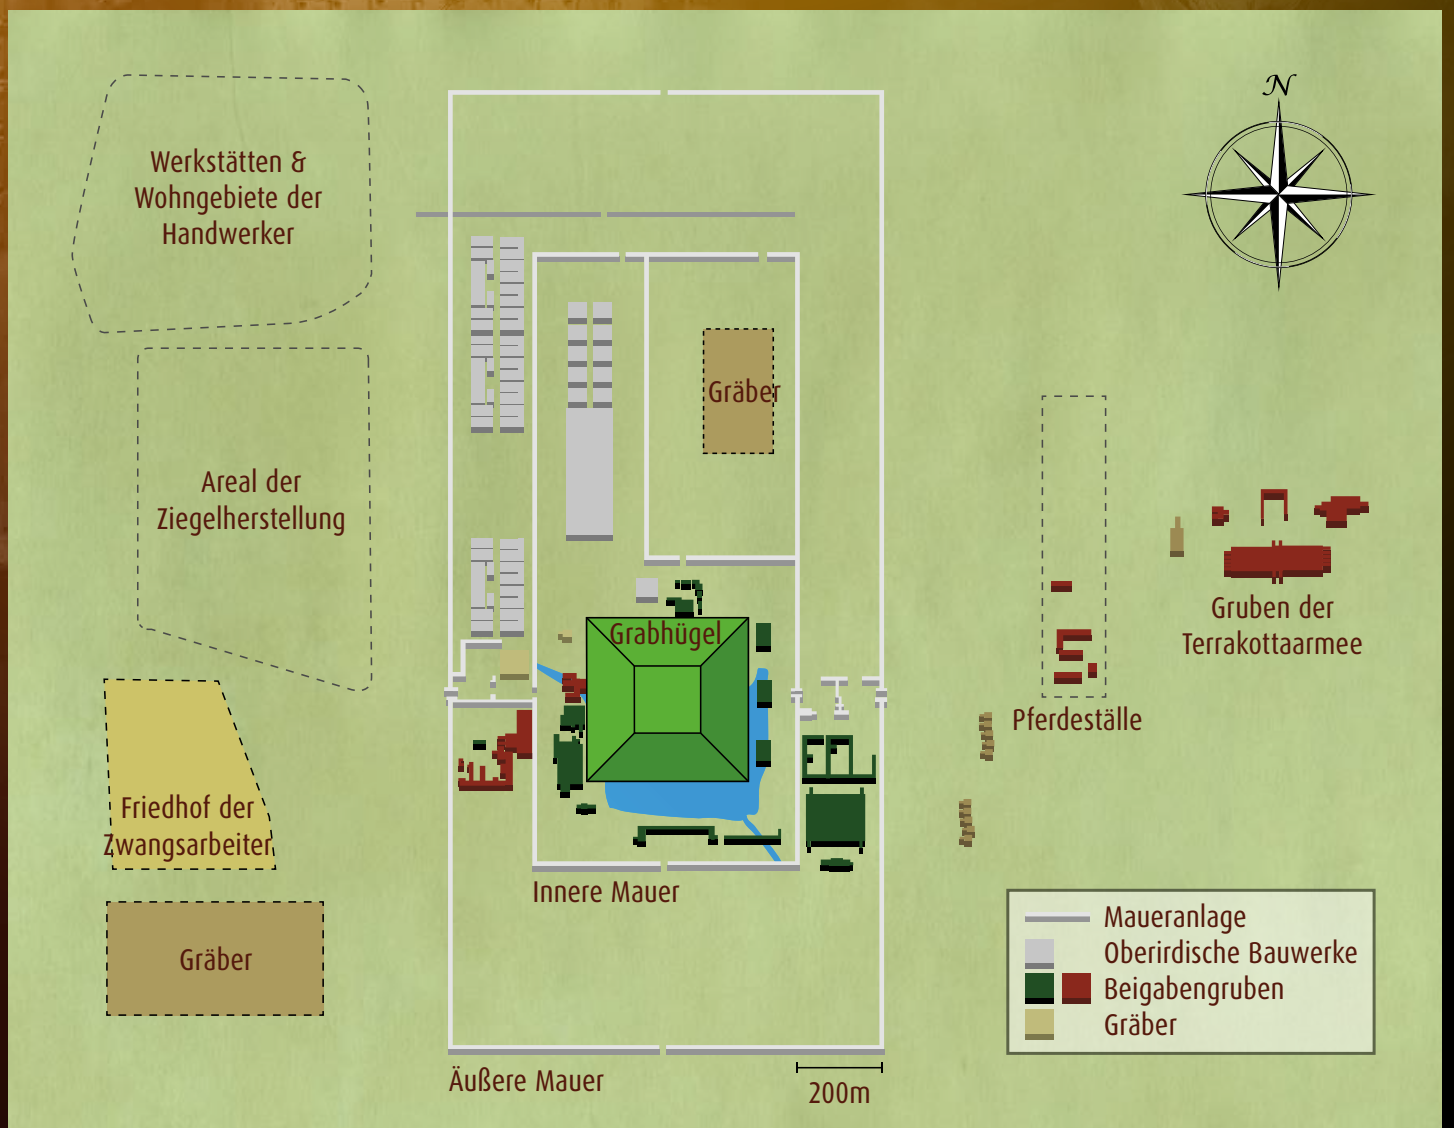 N
Werkstätten &
Wohngebiete der
Handwerker
Gräber
Areal der
Ziegelherstellung
Gruben der
Terrakottaarmee
Grabhügel
Pferdeställe
Friedhof der
Zwangsarbeiter
Innere Mauer
Gräber
Maueranlage
Oberirdische Bauwerke
Beigabengruben
Gräber
Äußere Mauer
200m